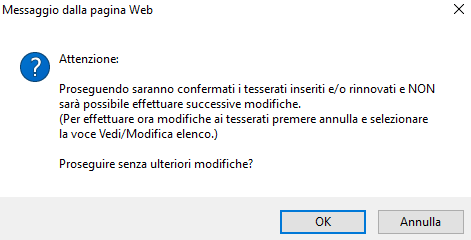 Messaggio dalla pagina Web
Attenzione:
Proseguendo saranno confermati i tesserati inseriti e/o rinnovati e NON
sarà possibile effettuare successive modifiche.
(Per effettuare ora modifiche ai tesserati premere annulla e selezionare
la voce Vedi/Modifica elenco.)
Proseguire senza ulteriori modifiche?
OK
Annulla